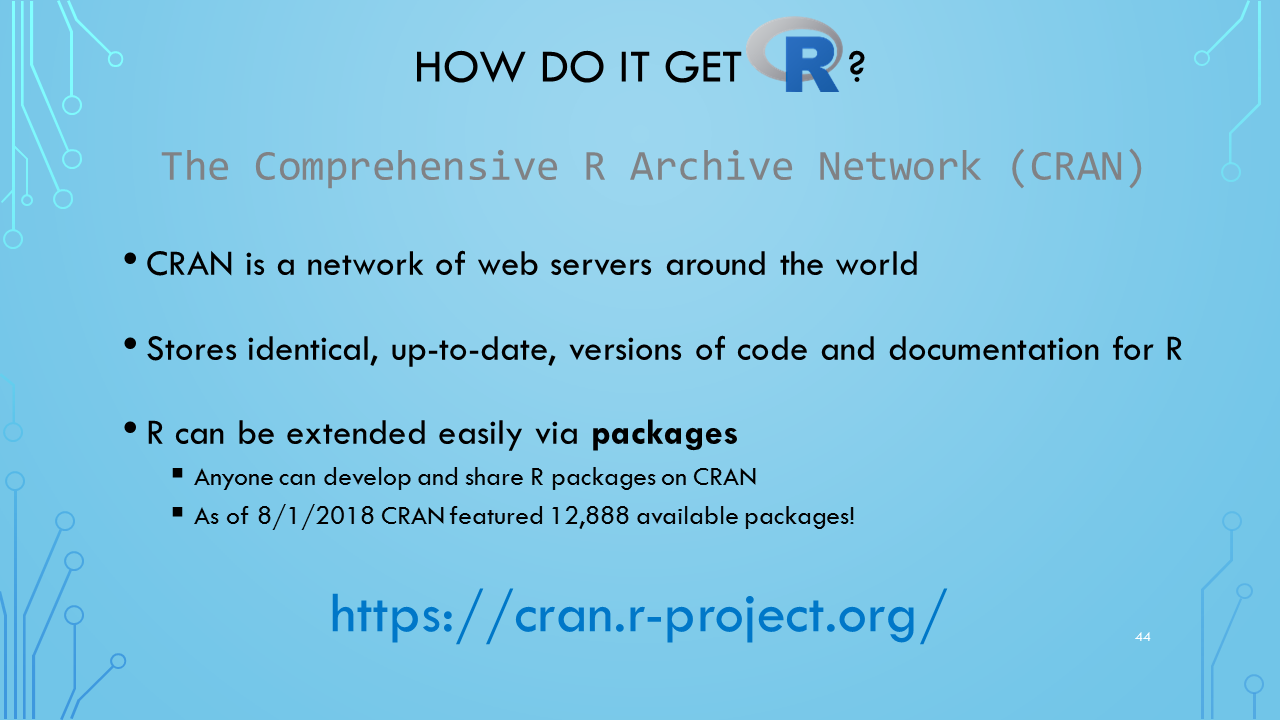 HOW DO IT GET R ?
The Comprehensive R Archive Network (CRAN)
• CRAN is a network of web servers around the world
• Stores identical, up-to-date, versions of code and documentation for R
• R can be extended easily via packages
▪ Anyone can develop and share R packages on CRAN
▪ As of 8/1/2018 CRAN featured 12,888 available packages!
https://cran.r-project.org/
44